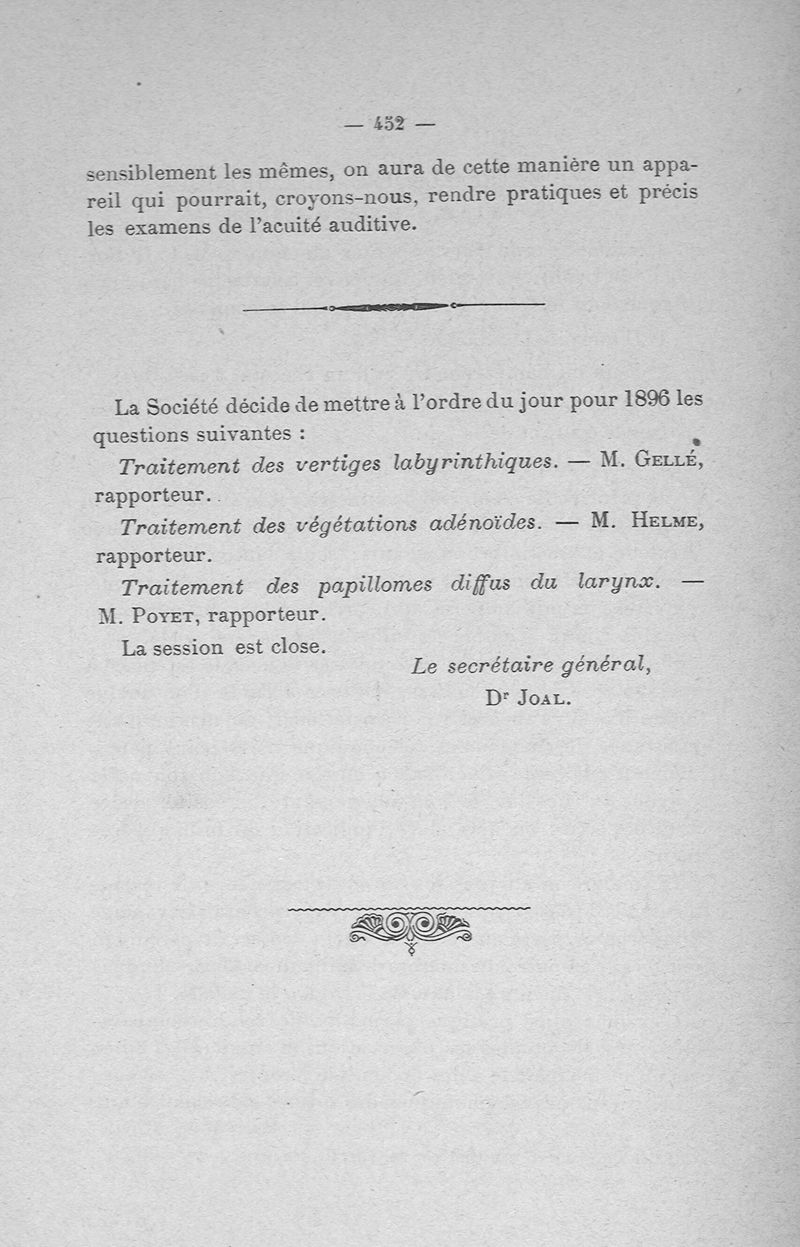 — 452 —
sensiblement les mêmes, on aura de cette manière un appa-
reil qui pourrait, croyons-nous, rendre pratiques et précis
les examens de l'acuité auditive.
La Société décide de mettre à l'ordre du jour pour 1896 les
questions suivantes :
Traitement des vertiges labyrinthiques. — M. GELLÉ,
rapporteur.
Traitement des végétations adénoïdes. — M. HELME,
rapporteur.
Traitement des papillomes diffus du larynx. —
M. POYET, rapporteur.
La session est close.
Le secrétaire général,
Dr JOAL.